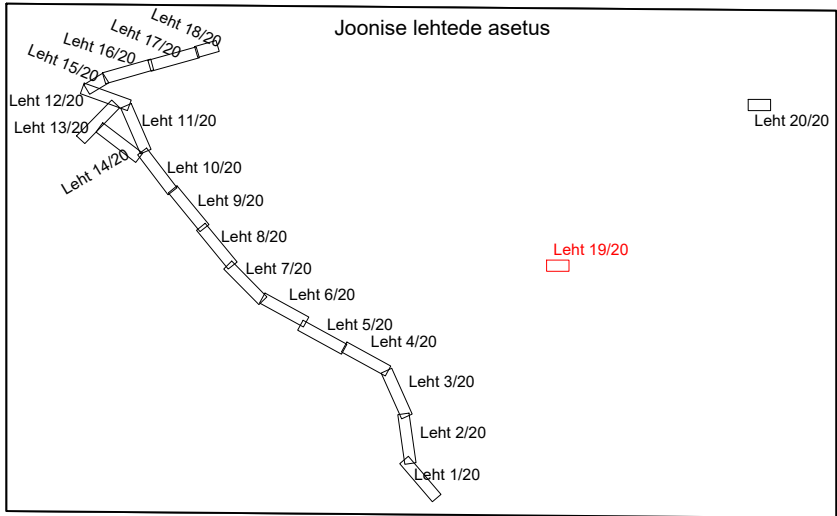 Joonise lehtede asetus
Leht 18/20
Leht 17/20
Leht 16/20
Leht 15/20
Leht 12/20
Leht 11/20
Leht 13/20
Leht 14/20
Leht 20/20
Leht 10/20
Leht 9/20
Leht 8/20
Leht 19/20
Leht 7/20
Leht 6/20
Leht 5/20
Leht 4/20
Leht 3/20
Leht 2/20
Leht 1/20